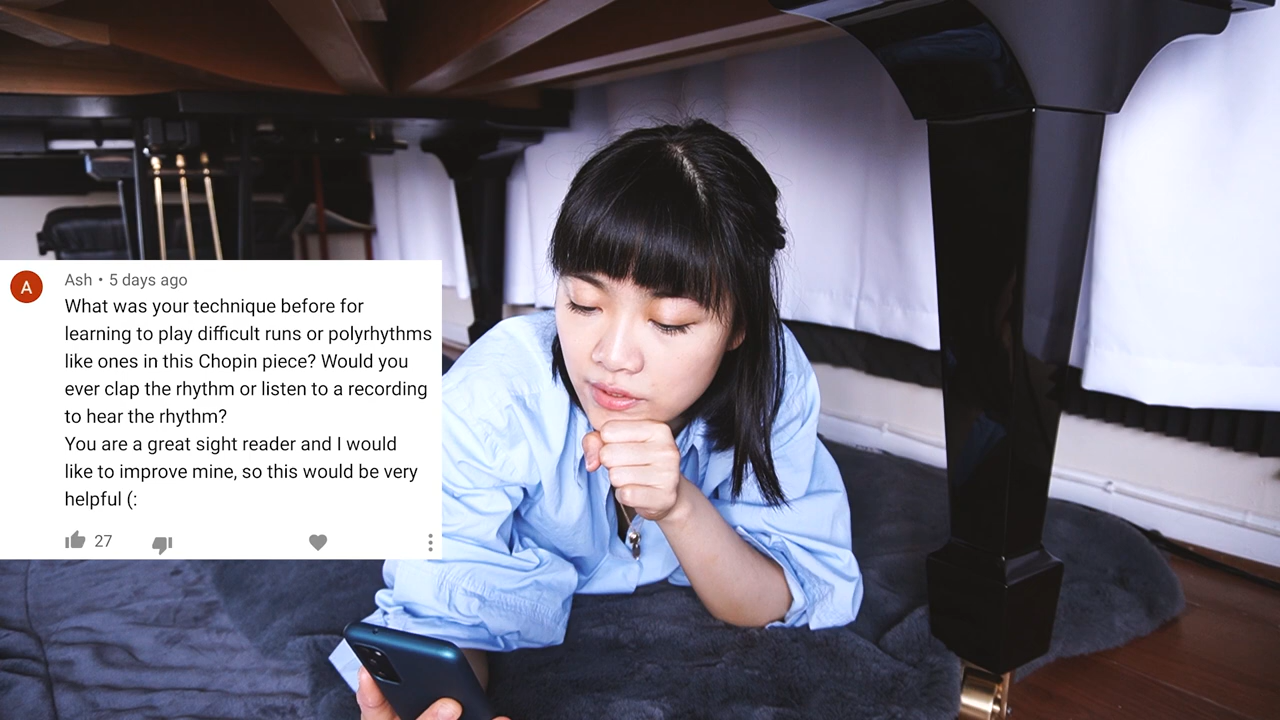 A
Ash • 5 days ago
What was your technique before for
learning to play difficult runs or polyrhythms
like ones in this Chopin piece? Would you
ever clap the rhythm or listen to a recording
to hear the rhythm?
You are a great sight reader and I would
like to improve mine, so this would be very
helpful (:
27